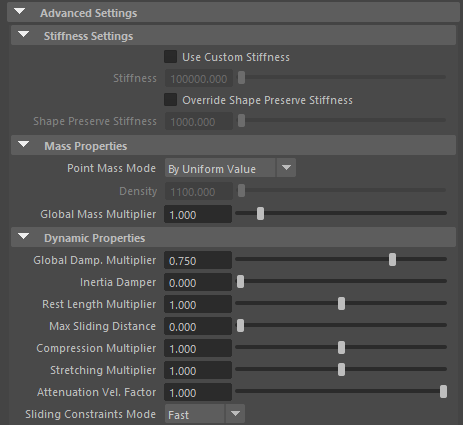 Advanced Settings
Stiffness Settings
Use Custom Stiffness
Stiffness 100000.000
Override Shape Preserve Stiffness
Shape Preserve Stiffness 1000.000
Mass Properties
Point Mass Mode By Uniform Value
Density 1100.000
Global Mass Multiplier 1.000
Dynamic Properties
Global Damp. Multiplier 0.750
Inertia Damper 0.000
Rest Length Multiplier 1.000
Max Sliding Distance 0.000
Compression Multiplier 1.000
Stretching Multiplier 1.000
Attenuation Vel. Factor 1.000
Sliding Constraints Mode Fast